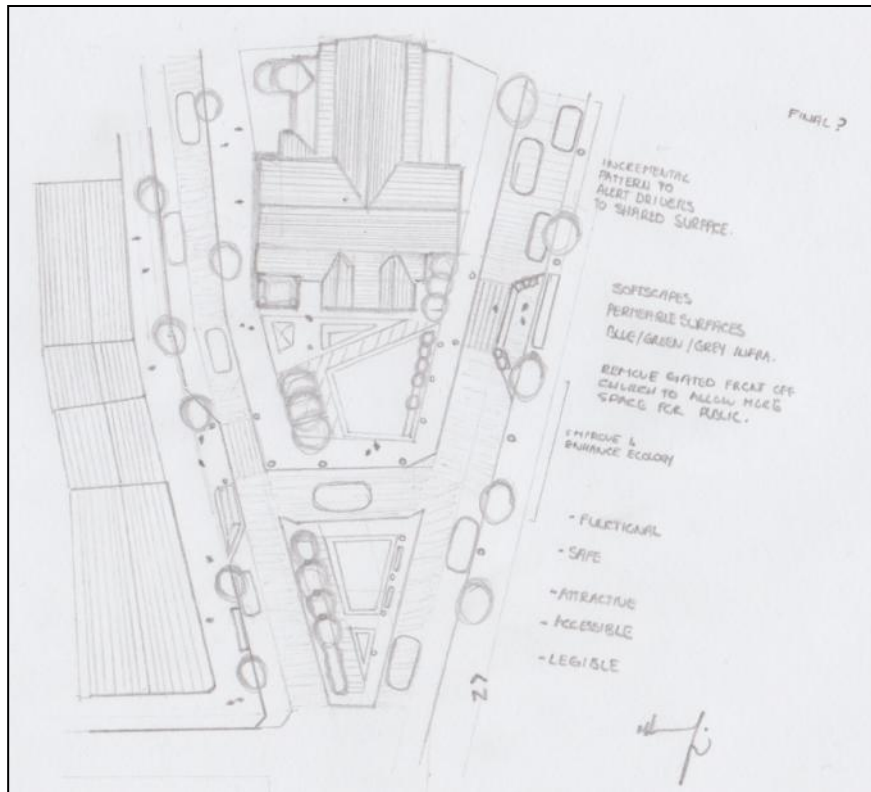 FINAL?
INCREMENTAL
PATTERN TO
ALERT DRIVERS
TO SHARED SURFACE.
SOFTSCAPES
PERMEABLE SURFACES
BLUE/GREEN/GREY INFRA.
REMOVE GATED FRONT OFF
CHURCH TO ALLOW MORE
SPACE FOR PUBLIC.
IMPROVE &
ENHANCE ECOLOGY
- FUNCTIONAL
- SAFE
- ATTRACTIVE
- ACCESSIBLE
- LEGIBLE